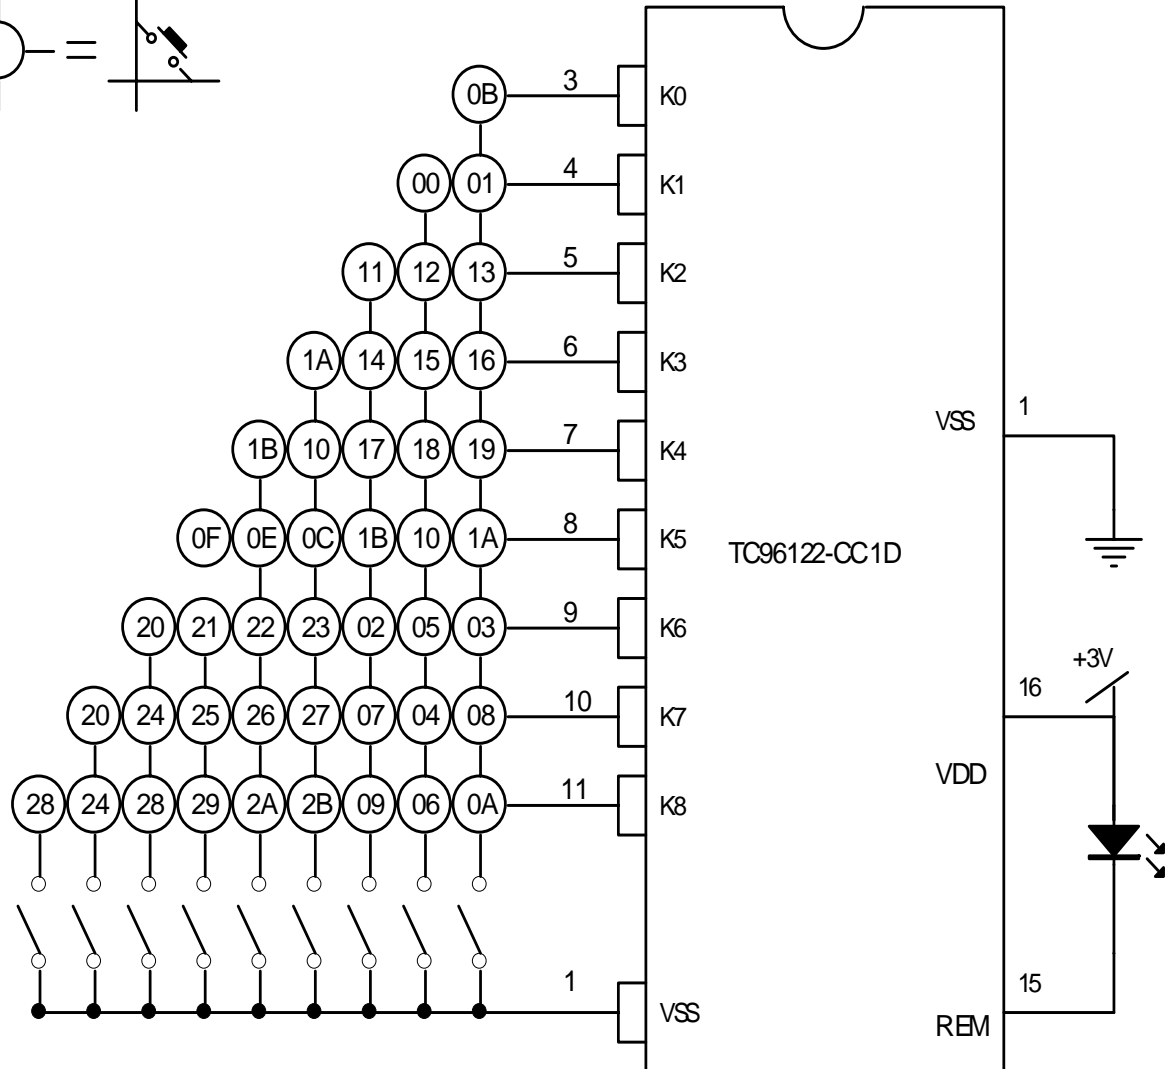 0B 3 K0
00 01 4 K1
11 12 13 5 K2
1A 14 15 16 6 K3
VSS 1
1B 10 17 18 19 7 K4
0F 0E 0C 1B 10 1A 8 K5
TC96122-CC1D
20 21 22 23 02 05 03 9 K6
+3V
16
20 24 25 26 27 07 04 08 10 K7
VDD
28 24 28 29 2A 2B 09 06 0A 11 K8
1 VSS
15
REM